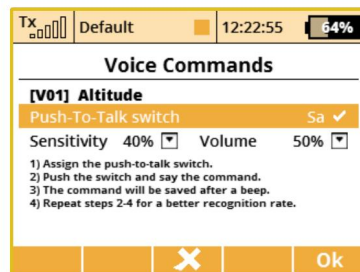 Tx Default 12:22:55 64%
Voice Commands
[V01] Altitude
Push-To-Talk switch Sa
Sensitivity 40% Volume 50%
1) Assign the push-to-talk switch.
2) Push the switch and say the command.
3) The command will be saved after a beep.
4) Repeat steps 2-4 for a better recognition rate.
Ok